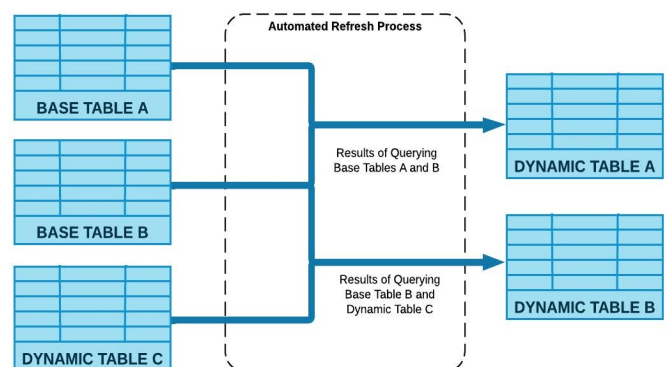 Automated Refresh Process
BASE TABLE A
BASE TABLE B
DYNAMIC TABLE C
Results of Querying
Base Tables A and B
Results of Querying
Base Table B and
Dynamic Table C
DYNAMIC TABLE A
DYNAMIC TABLE B